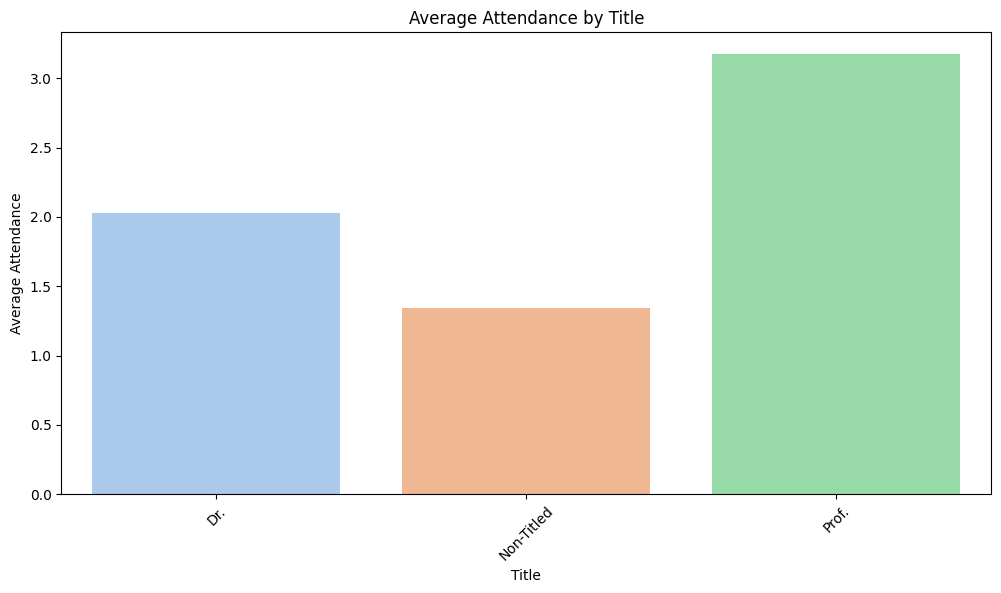 Average Attendance by Title
Average Attendance
3.0
2.5
2.0
1.5
1.0
0.5
0.0
Dr.
Non-Titled
Prof.
Title